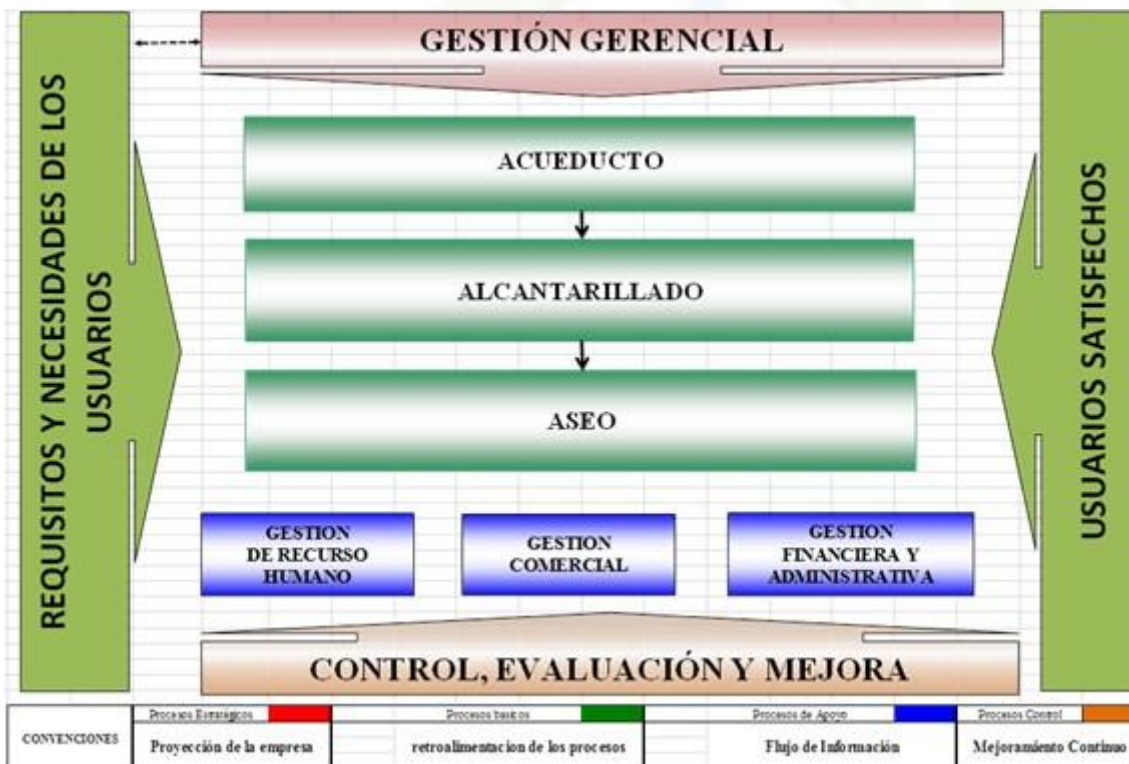 GESTIÓN GERENCIAL
REQUISITOS Y NECESIDADES DE LOS
USUARIOS
ACUEDUCTO
ALCANTARILLADO
ASEO
USUARIOS SATISFECHOS
GESTION
DE RECURSO
HUMANO
GESTION
COMERCIAL
GESTION
FINANCIERA Y
ADMINISTRATIVA
CONTROL, EVALUACIÓN Y MEJORA
CONVENCIONES
Procesos Estratégicos
Proyección de la empresa
Procesos basicos
retroalimentacion de los procesos
Procesos de Apoyo
Flujo de Información
Procesos Control
Mejoramiento Continuo